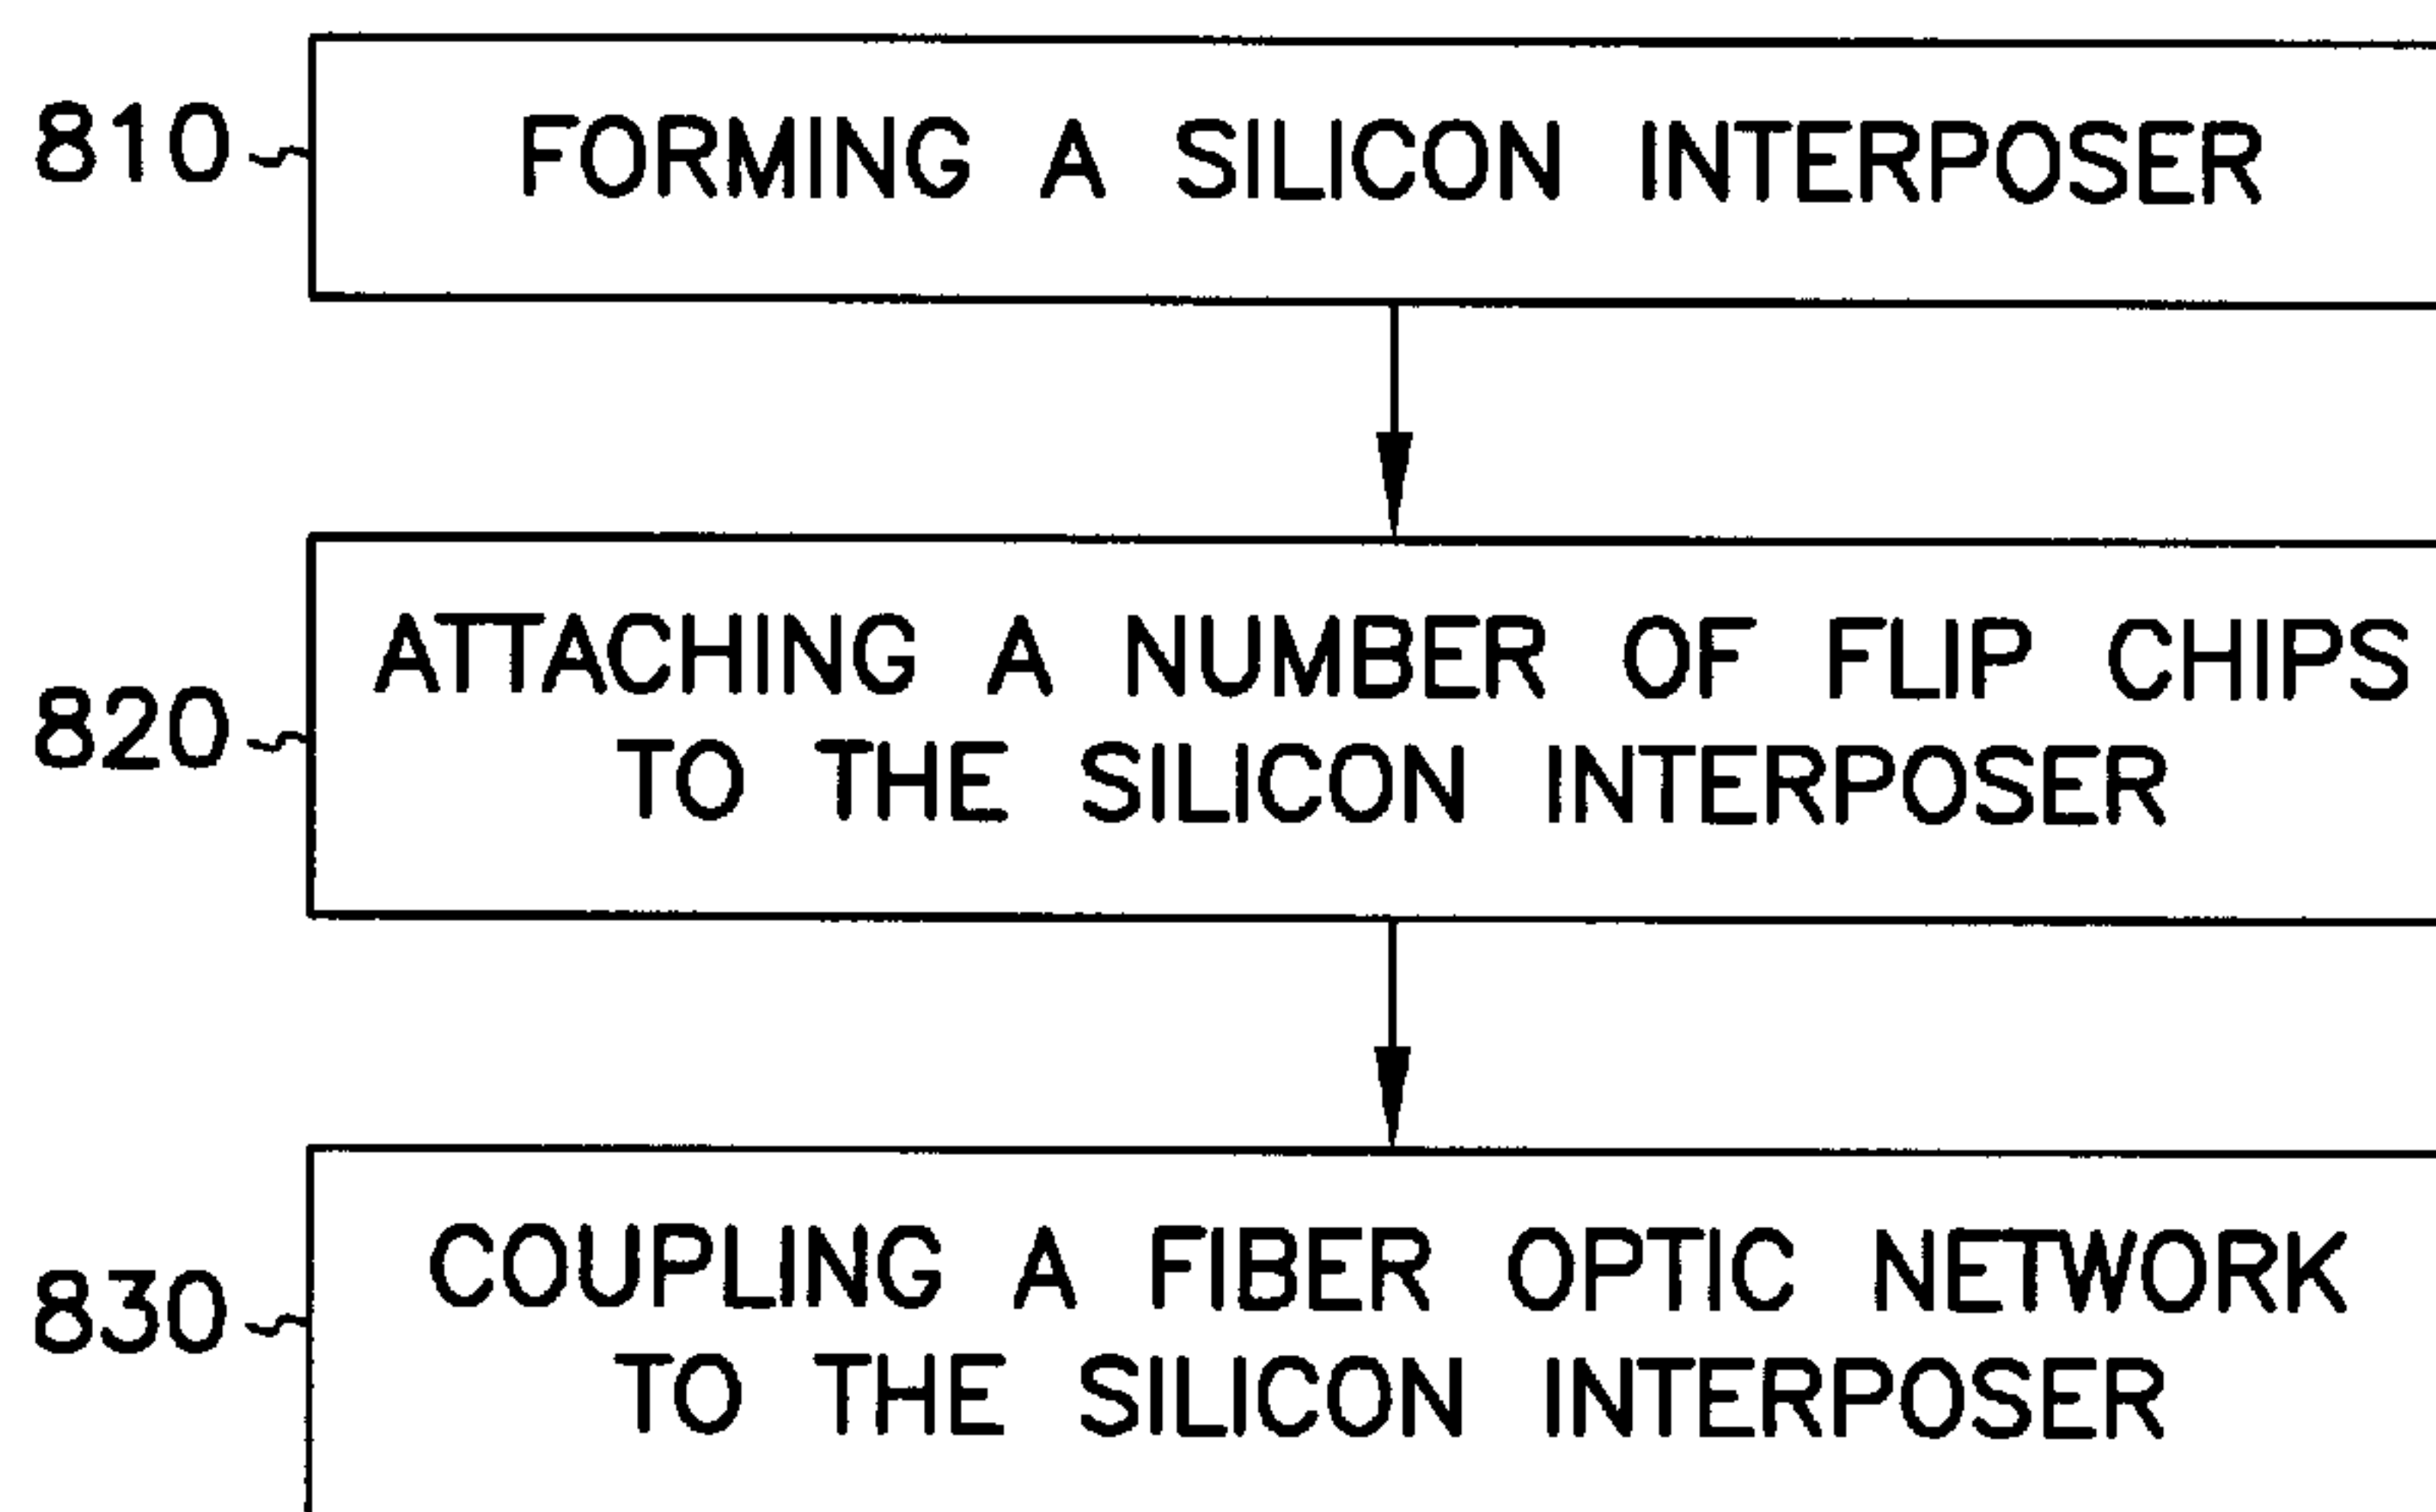 810
FORMING A SILICON INTERPOSER
820
ATTACHING A NUMBER OF FLIP CHIPS
TO THE SILICON INTERPOSER
830
COUPLING A FIBER OPTIC NETWORK
TO THE SILICON INTERPOSER